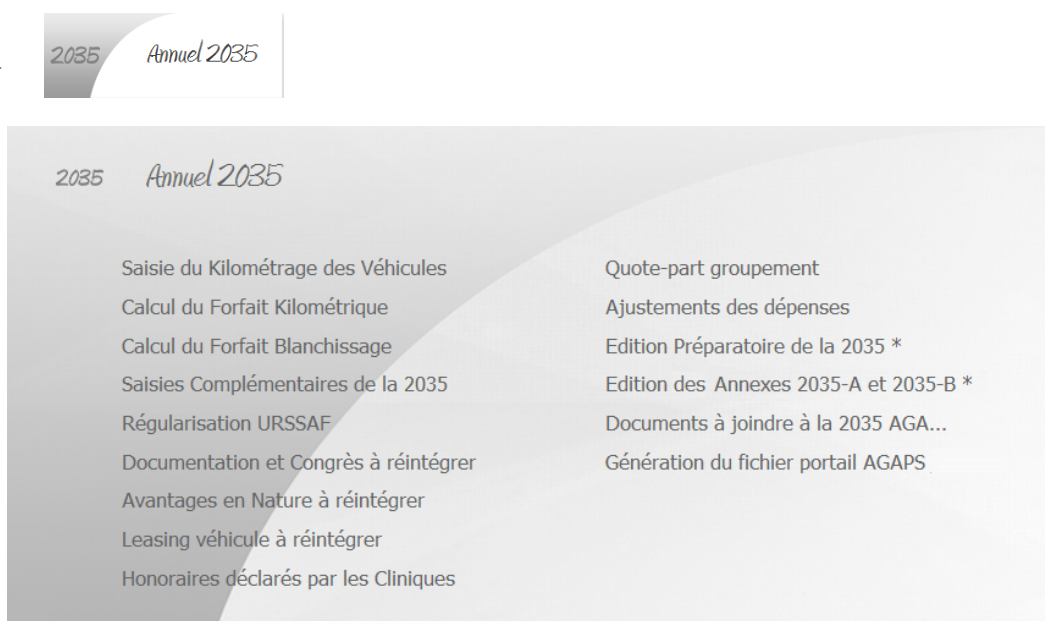 2035 Annuel 2035
2035 Annuel 2035
Saisie du Kilométrage des Véhicules
Calcul du Forfait Kilométrique
Calcul du Forfait Blanchissage
Saisies Complémentaires de la 2035
Régularisation URSSAF
Documentation et Congrès à réintégrer
Avantages en Nature à réintégrer
Leasing véhicule à réintégrer
Honoraires déclarés par les Cliniques
Quote-part groupement
Ajustements des dépenses
Edition Préparatoire de la 2035 *
Edition des Annexes 2035-A et 2035-B *
Documents à joindre à la 2035 AGA...
Génération du fichier portail AGAPS